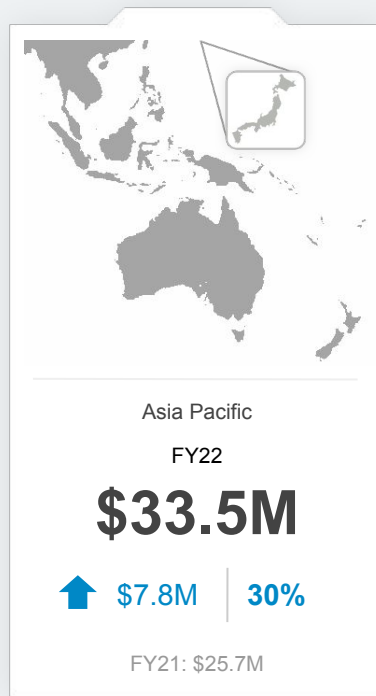 Asia Pacific
FY22
$33.5M
$7.8M 30%
FY21: $25.7M